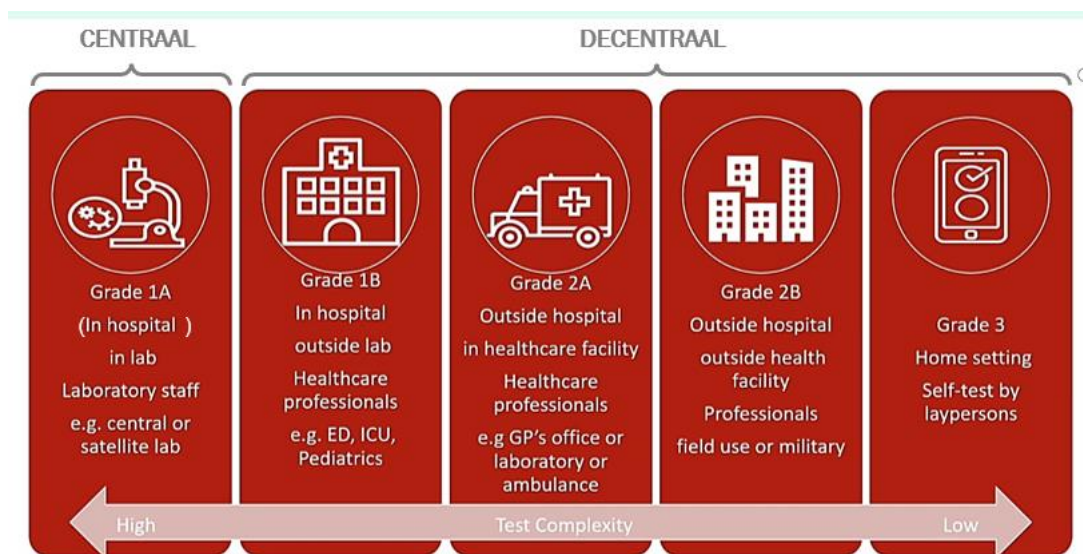 CENTRAAL
DECENTRAAL
Grade 1A
(In hospital )
in lab
Laboratory staff
e.g. central or
satellite lab
Grade 1B
In hospital
outside lab
Healthcare
professionals
e.g. ED, ICU,
Pediatrics
Grade 2A
Outside hospital
in healthcare facility
Healthcare
professionals
e.g GP's office or
laboratory or
ambulance
Grade 2B
Outside hospital
outside health
facility
Professionals
field use or military
Grade 3
Home setting
Self-test by
laypersons
High
Test Complexity
Low